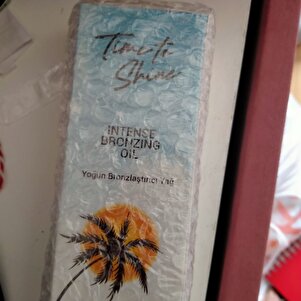 Time to
Shine
INTENSE
BRONZING
OIL
Yoğun Bronzlaştırıcı Yağ